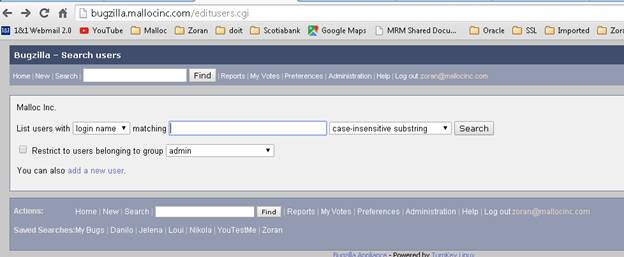 bugzilla.mallocinc.com/editusers.cgi
1&1 Webmail 2.0 YouTube Malloc Zoran doit Scotiabank Google Maps MRM Shared Docu... Oracle SSL Imported Zoran
Bugzilla – Search users
Home | New | Search | Find | Reports | My Votes | Preferences | Administration | Help | Log out zoran@mallocinc.com
Malloc Inc.
List users with login name matching case-insensitive substring Search
Restrict to users belonging to group admin
You can also add a new user.
Actions: Home | New | Search | Find | Reports | My Votes | Preferences | Administration | Help | Log out zoran@mallocinc.com
Saved Searches: My Bugs | Danilo | Jelena | Loui | Nikola | YouTestMe | Zoran
Bugzilla Appliance - Powered by TurnKey Linux